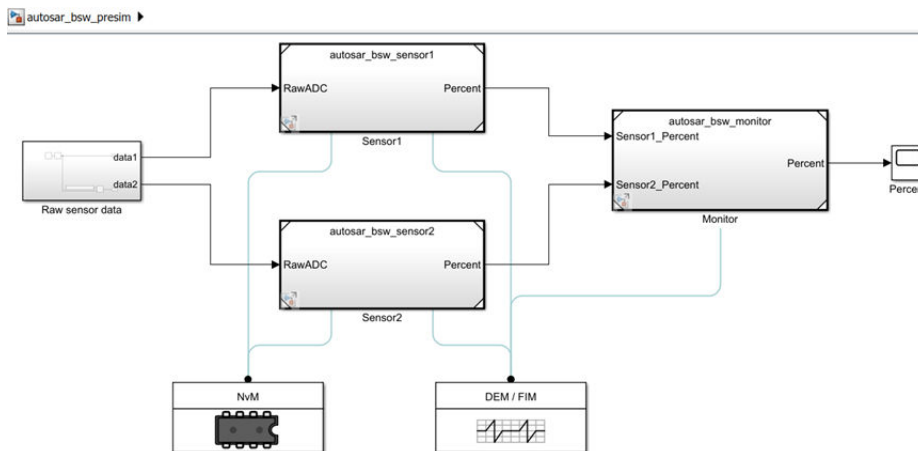 autosar_bsw_presim
autosar_bsw_sensor1
RawADC
Percent
Sensor1
data1
data2
Raw sensor data
autosar_bsw_monitor
Sensor1_Percent
Percent
Sensor2_Percent
Monitor
Percen
autosar_bsw_sensor2
RawADC
Percent
Sensor2
NvM
DEM / FIM